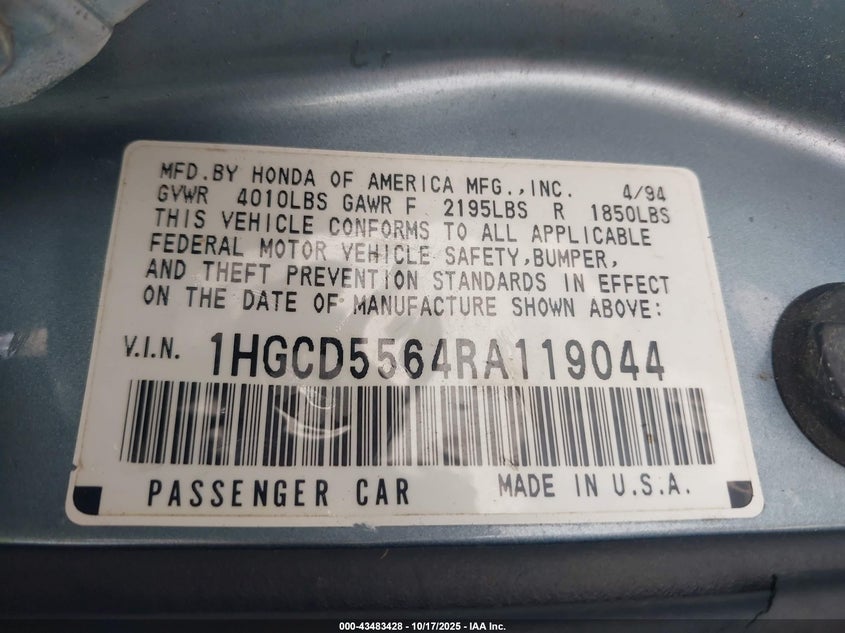 MFD.BY HONDA OF AMERICA MFG.,INC. 4/94
GVWR 4010LBS GAWR F 2195LBS R 1850LBS
THIS VEHICLE CONFORMS TO ALL APPLICABLE
FEDERAL MOTOR VEHICLE SAFETY,BUMPER,
AND THEFT PREVENTION STANDARDS IN EFFECT
ON THE DATE OF MANUFACTURE SHOWN ABOVE:
V.I.N. 1HGCD5564RA119044
PASSENGER CAR MADE IN U.S.A.
000-43483428 - 10/17/2025 - IAA Inc.